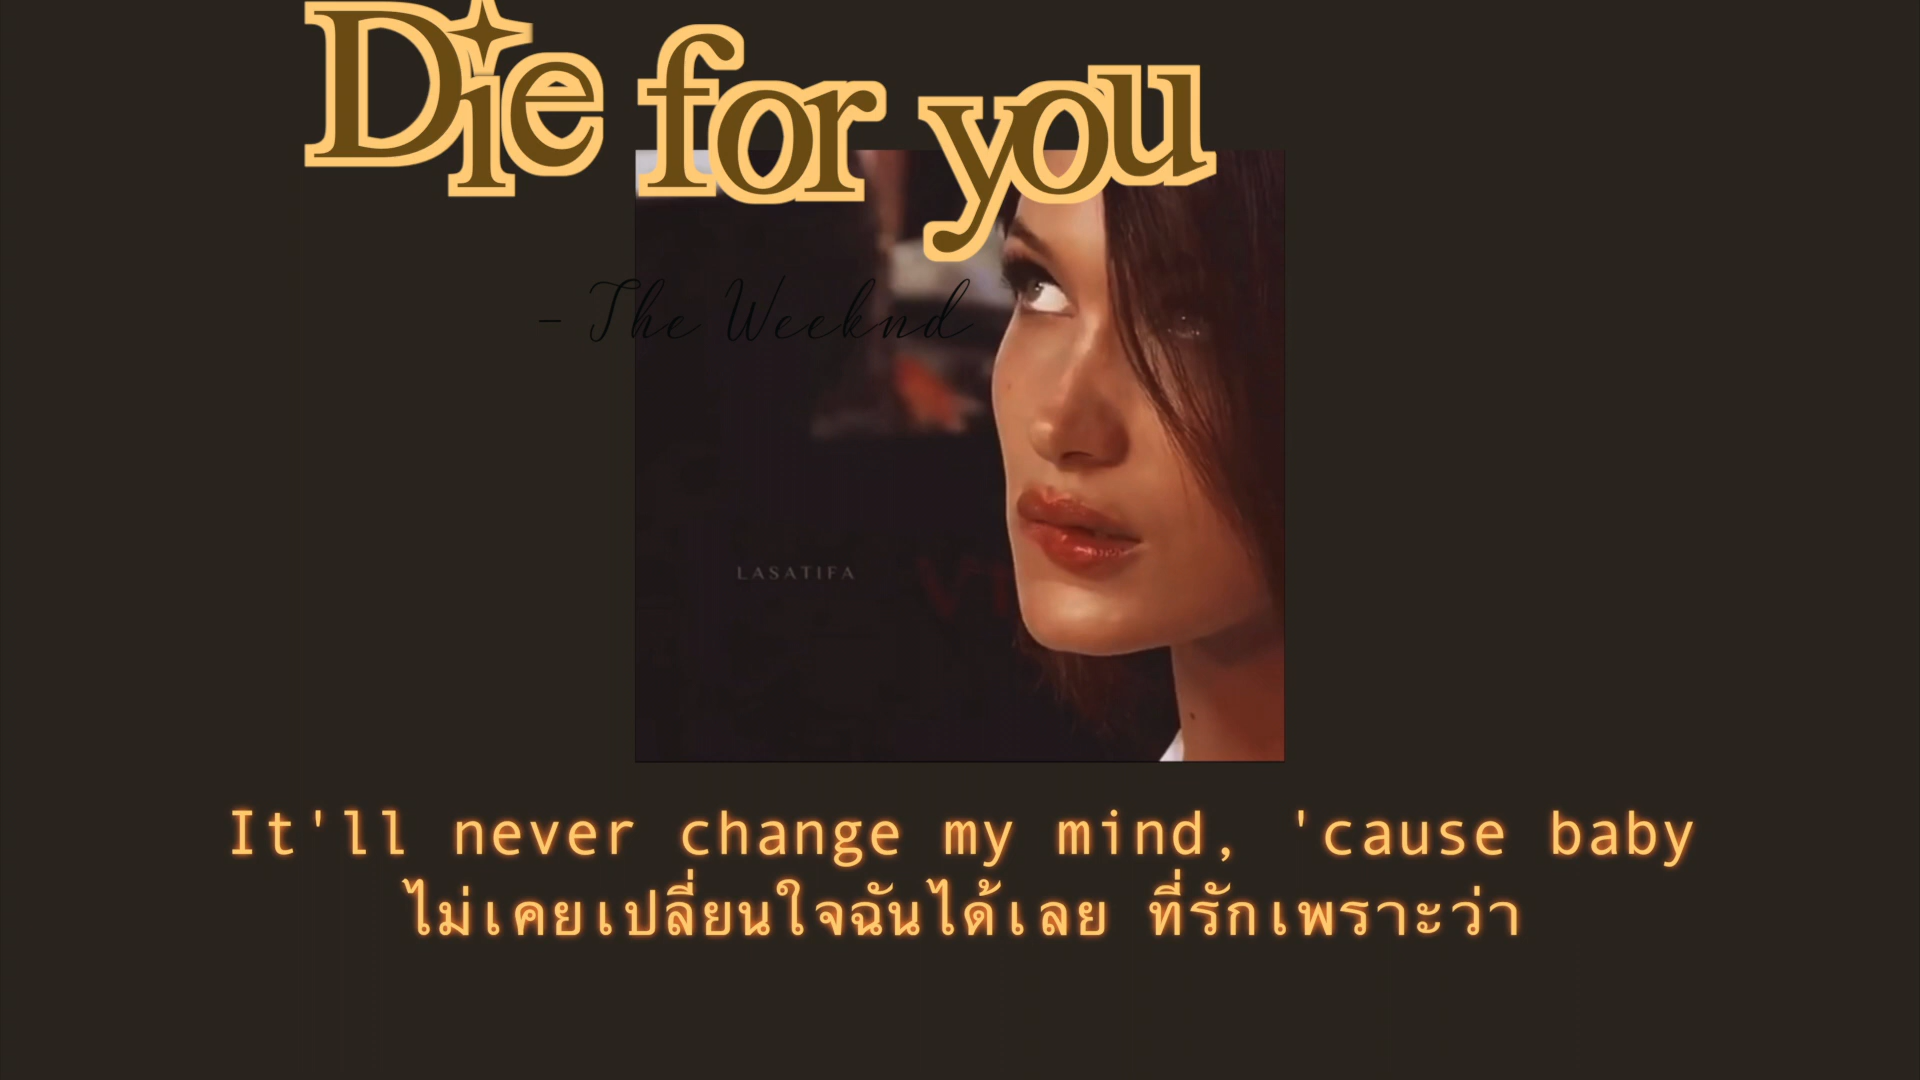 Die for you
- The Weeknd
LASATIFA
It'll never change my mind, 'cause baby
ไม่เคยเปลี่ยนใจฉันได้เลย ที่รักเพราะว่า